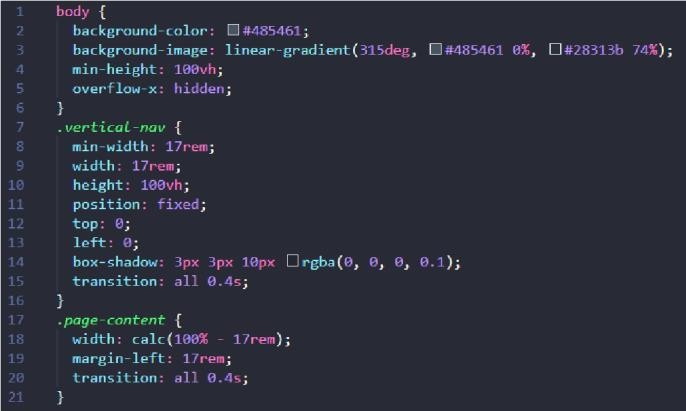 1 body {
2 background-color: #485461;
3 background-image: linear-gradient(315deg, #485461 0%, #28313b 74%);
4 min-height: 100vh;
5 overflow-x: hidden;
6 }
7 .vertical-nav {
8 min-width: 17rem;
9 width: 17rem;
10 height: 100vh;
11 position: fixed;
12 top: 0;
13 left: 0;
14 box-shadow: 3px 3px 10px rgba(0, 0, 0, 0.1);
15 transition: all 0.4s;
16 }
17 .page-content {
18 width: calc(100% - 17rem);
19 margin-left: 17rem;
20 transition: all 0.4s;
21 }